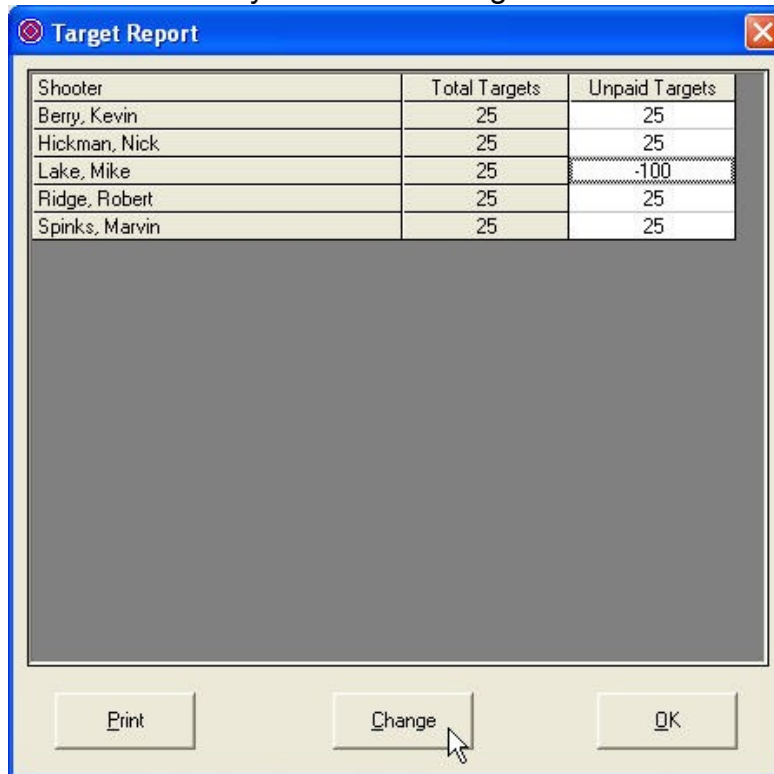 Target Report
Shooter Total Targets Unpaid Targets
Berry, Kevin 25 25
Hickman, Nick 25 25
Lake, Mike 25 -100
Ridge, Robert 25 25
Spinks, Marvin 25 25
Print Change OK